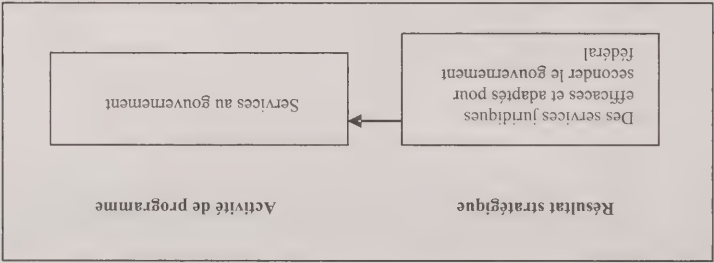 Résultat stratégique
Activité de programme
Des services juridiques
efficaces et adaptés pour
seconder le gouvernement
fédéral
Services au gouvernement